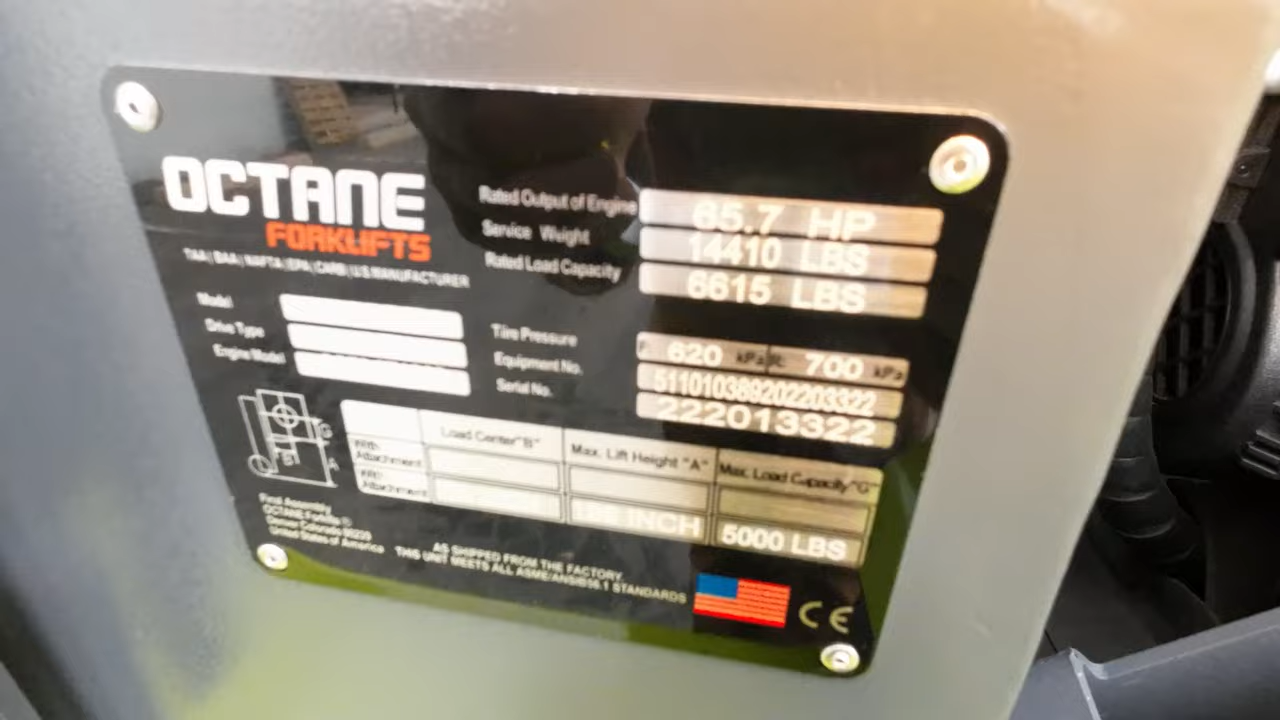 OCTANE
FORKLIFTS
TAA | BAA | NAFTA | EPA | CARB | U.S. MANUFACTURER
Rated Output of Engine 65.7 HP
Service Weight 14410 LBS
Rated Load Capacity 6615 LBS
Model
Drive Type
Engine Model
Tire Pressure F: 620 kPa R: 700 kPa
Equipment No. 511010389202203322
Serial No. 222013322
Load Center "B" Max. Lift Height "A" Max. Load Capacity "G"
With
Attachment
Attachment
INCH 5000 LBS
G
B
A
Final Assembly
OCTANE Forklifts ®
Denver Colorado
United States of America
AS SHIPPED FROM THE FACTORY,
THIS UNIT MEETS ALL ASME/ANSI B56.1 STANDARDS
CE